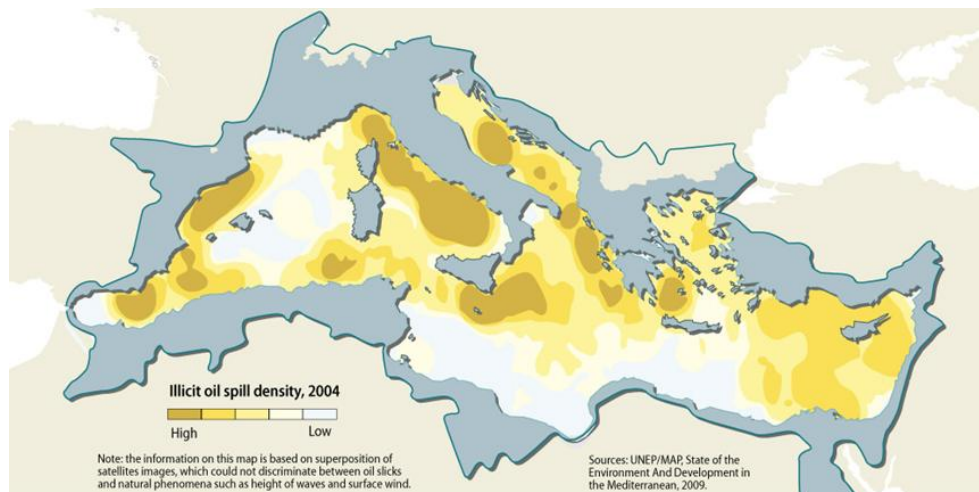 Illicit oil spill density, 2004
High
Low
Note: the information on this map is based on superposition of
satellites images, which could not discriminate between oil slicks
and natural phenomena such as height of waves and surface wind.
Sources: UNEP/MAP, State of the
Environment And Development in
the Mediterranean, 2009.